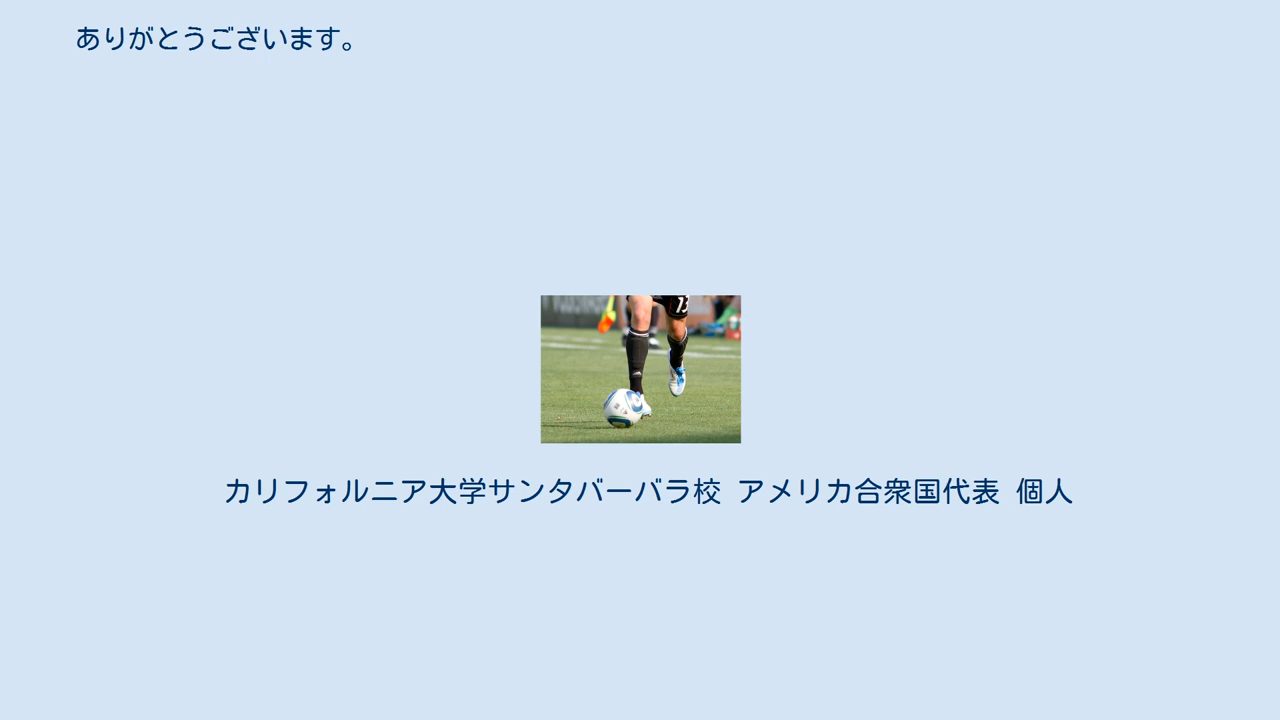 ありがとうございます。
13
カリフォルニア大学サンタバーバラ校 アメリカ合衆国代表 個人